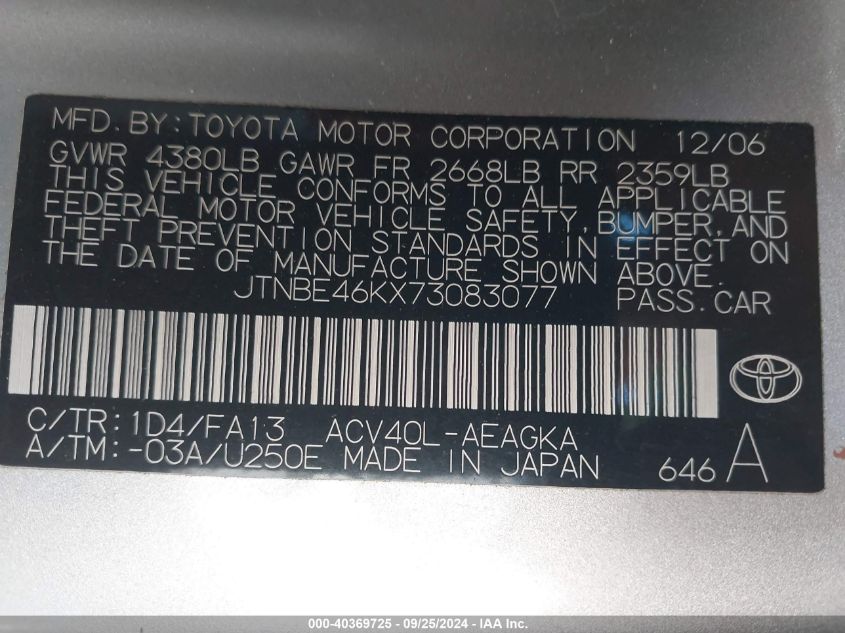 MFD. BY: TOYOTA MOTOR CORPORATION 12/06
GVWR 4380LB GAWR FR 2668LB RR 2359LB
THIS VEHICLE CONFORMS TO ALL APPLICABLE
FEDERAL MOTOR VEHICLE SAFETY, BUMPER, AND
THEFT PREVENTION STANDARDS IN EFFECT ON
THE DATE OF MANUFACTURE SHOWN ABOVE.
JTNBE46KX73083077 PASS.CAR
C/TR: 1D4/FA13 ACV40L-AEAGKA
A/TM: -03A/U250E MADE IN JAPAN 646 A
000-40369725 - 09/25/2024 - IAA Inc.